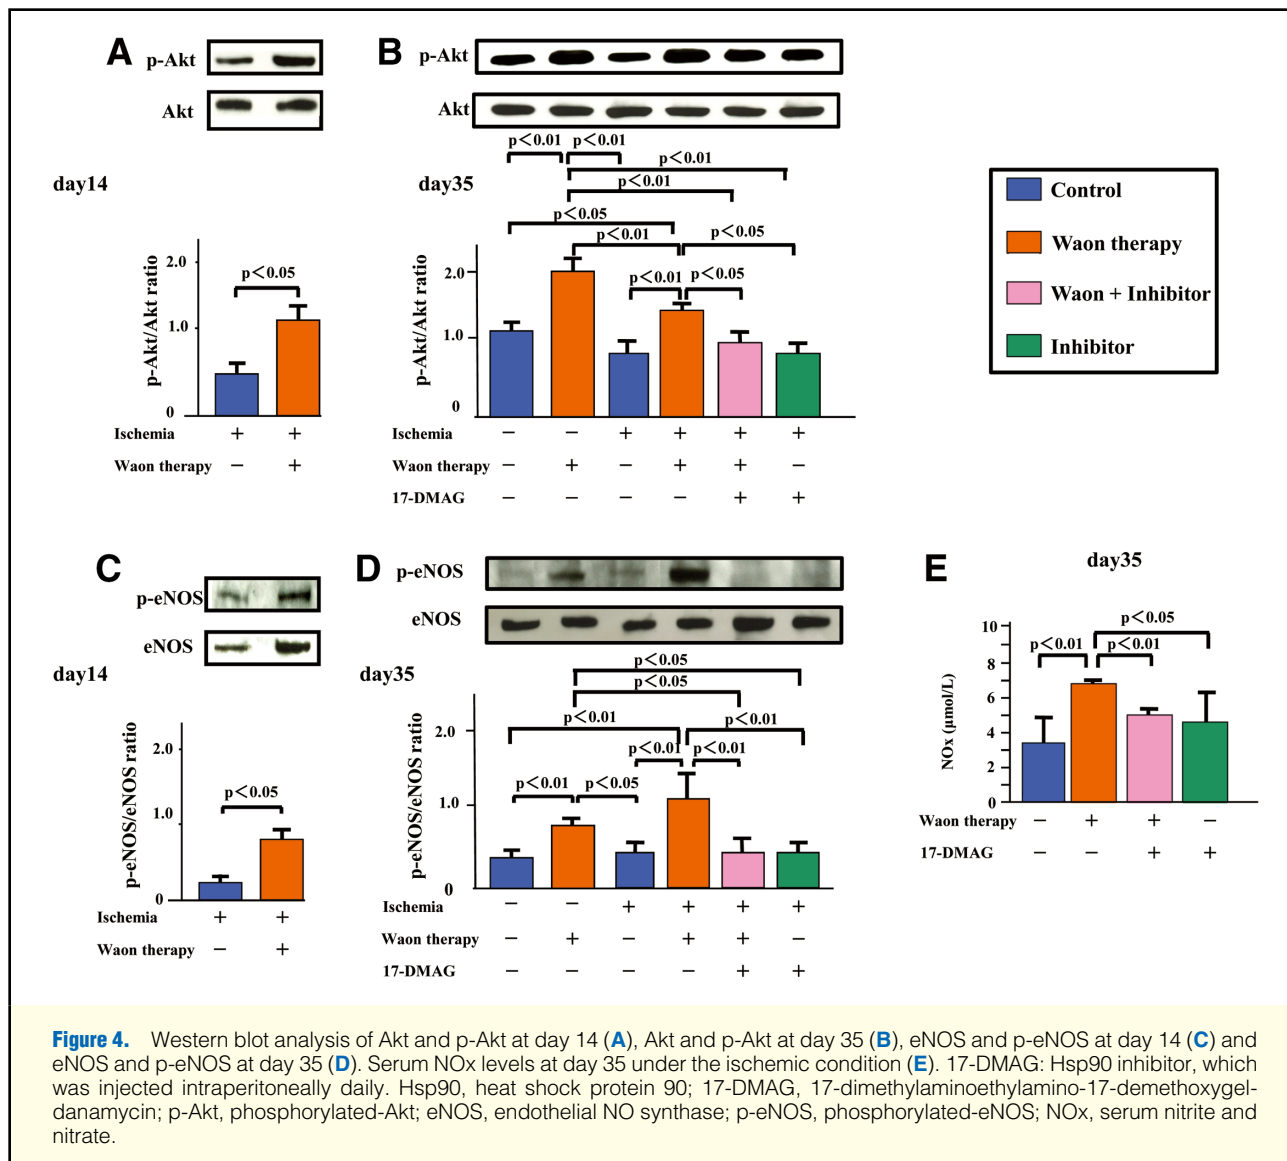 A
p-Akt
Akt
day14
p-Akt/Akt ratio
2.0
1.0
0
p<0.05
Ischemia + +
Waon therapy − +
B
p-Akt
Akt
day35
p<0.01 p<0.01
p<0.01
p<0.01
p<0.05
p<0.01 p<0.05
p<0.01 p<0.05
p-Akt/Akt ratio
2.0
1.0
0
Ischemia − − + + + +
Waon therapy − + − + + −
17-DMAG − − − − + +
Control
Waon therapy
Waon + Inhibitor
Inhibitor
C
p-eNOS
eNOS
day14
p-eNOS/eNOS ratio
2.0
1.0
0
p<0.05
Ischemia + +
Waon therapy − +
D
p-eNOS
eNOS
day35
p<0.05
p<0.05
p<0.01 p<0.01
p<0.01 p<0.01
p<0.01 p<0.05
p-eNOS/eNOS ratio
2.0
1.0
0
Ischemia − − + + + +
Waon therapy − + − + + −
17-DMAG − − − − + +
E
day35
p<0.05
p<0.01 p<0.01
NOx (μmol/L)
10
8
6
4
2
0
Waon therapy − + + −
17-DMAG − − + +
Figure 4. Western blot analysis of Akt and p-Akt at day 14 (A), Akt and p-Akt at day 35 (B), eNOS and p-eNOS at day 14 (C) and
eNOS and p-eNOS at day 35 (D). Serum NOx levels at day 35 under the ischemic condition (E). 17-DMAG: Hsp90 inhibitor, which
was injected intraperitoneally daily. Hsp90, heat shock protein 90; 17-DMAG, 17-dimethylaminoethylamino-17-demethoxygel-
danamycin; p-Akt, phosphorylated-Akt; eNOS, endothelial NO synthase; p-eNOS, phosphorylated-eNOS; NOx, serum nitrite and
nitrate.